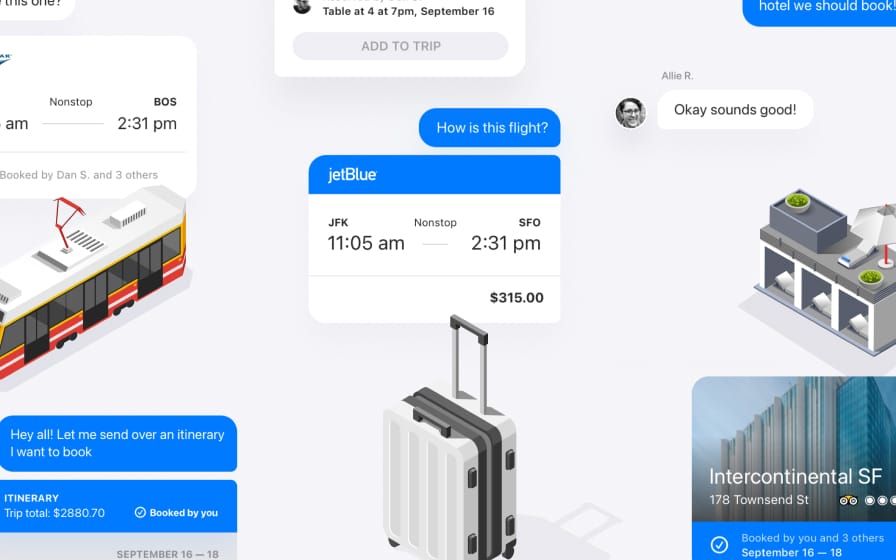 this one?
Nonstop
BOS
am
2:31 pm
Booked by Dan S. and 3 others
Hey all! Let me send over an itinerary
I want to book
ITINERARY
Trip total: $2880.70
Booked by you
SEPTEMBER 16 — 18
Table at 4 at 7pm, September 16
ADD TO TRIP
How is this flight?
jetBlue
JFK
Nonstop
SFO
11:05 am
2:31 pm
$315.00
hotel we should book!
Allie R.
Okay sounds good!
Intercontinental SF
178 Townsend St
Booked by you and 3 others
September 16 — 18